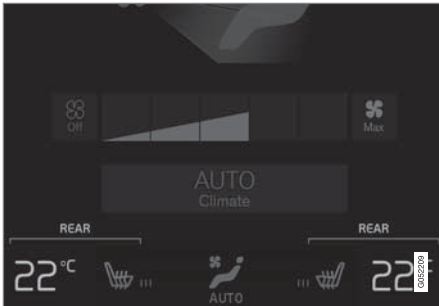 Off
Max
AUTO
Climate
REAR
REAR
22°C
AUTO
22
G052209